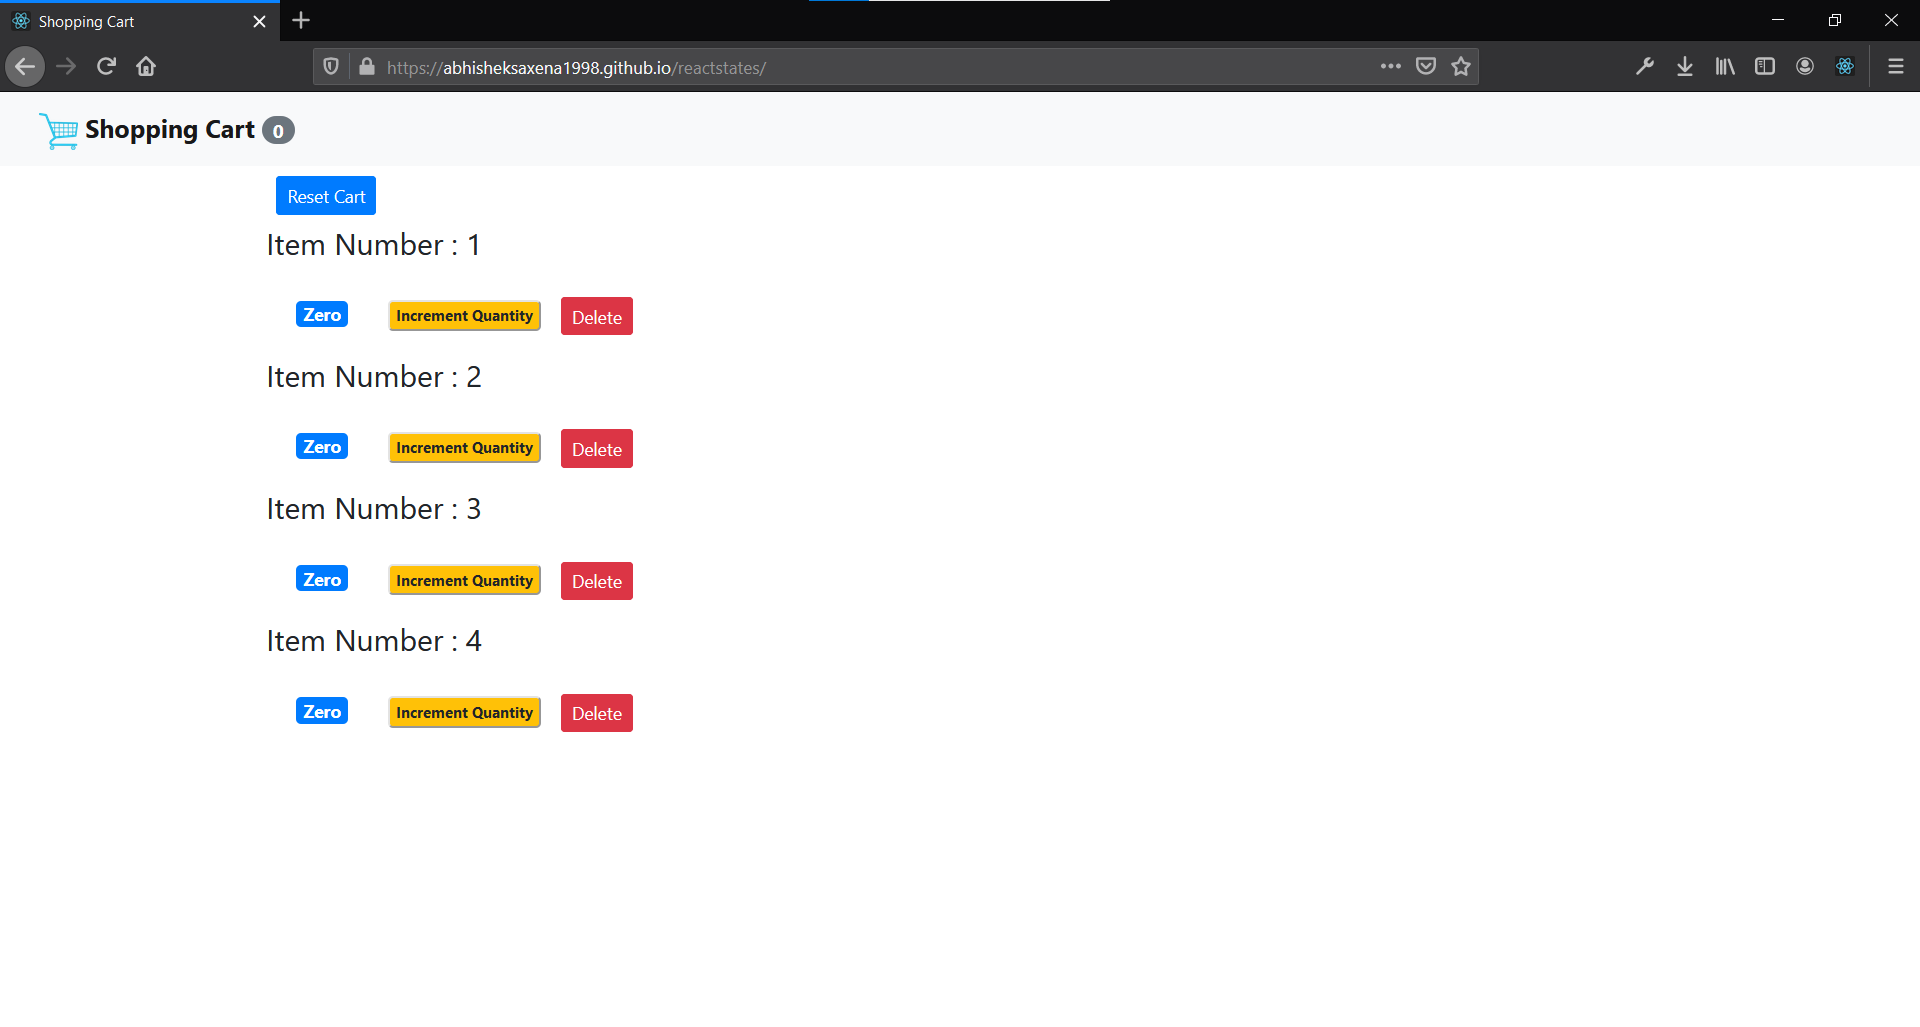 Shopping Cart
https://abhisheksaxena1998.github.io/reactstates/
Shopping Cart 0
Reset Cart
Item Number : 1
Zero Increment Quantity Delete
Item Number : 2
Zero Increment Quantity Delete
Item Number : 3
Zero Increment Quantity Delete
Item Number : 4
Zero Increment Quantity Delete